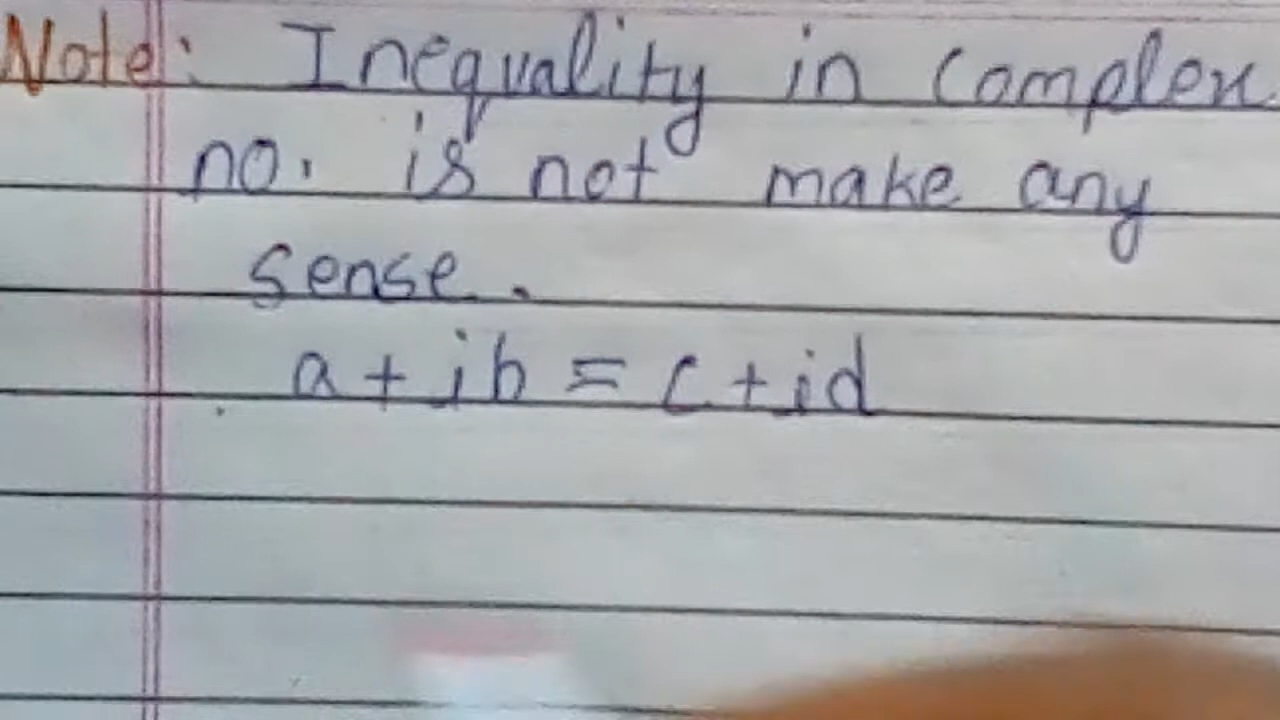 Note: Inequality in complex
no. is not make any
sense.
a + ib = c + id